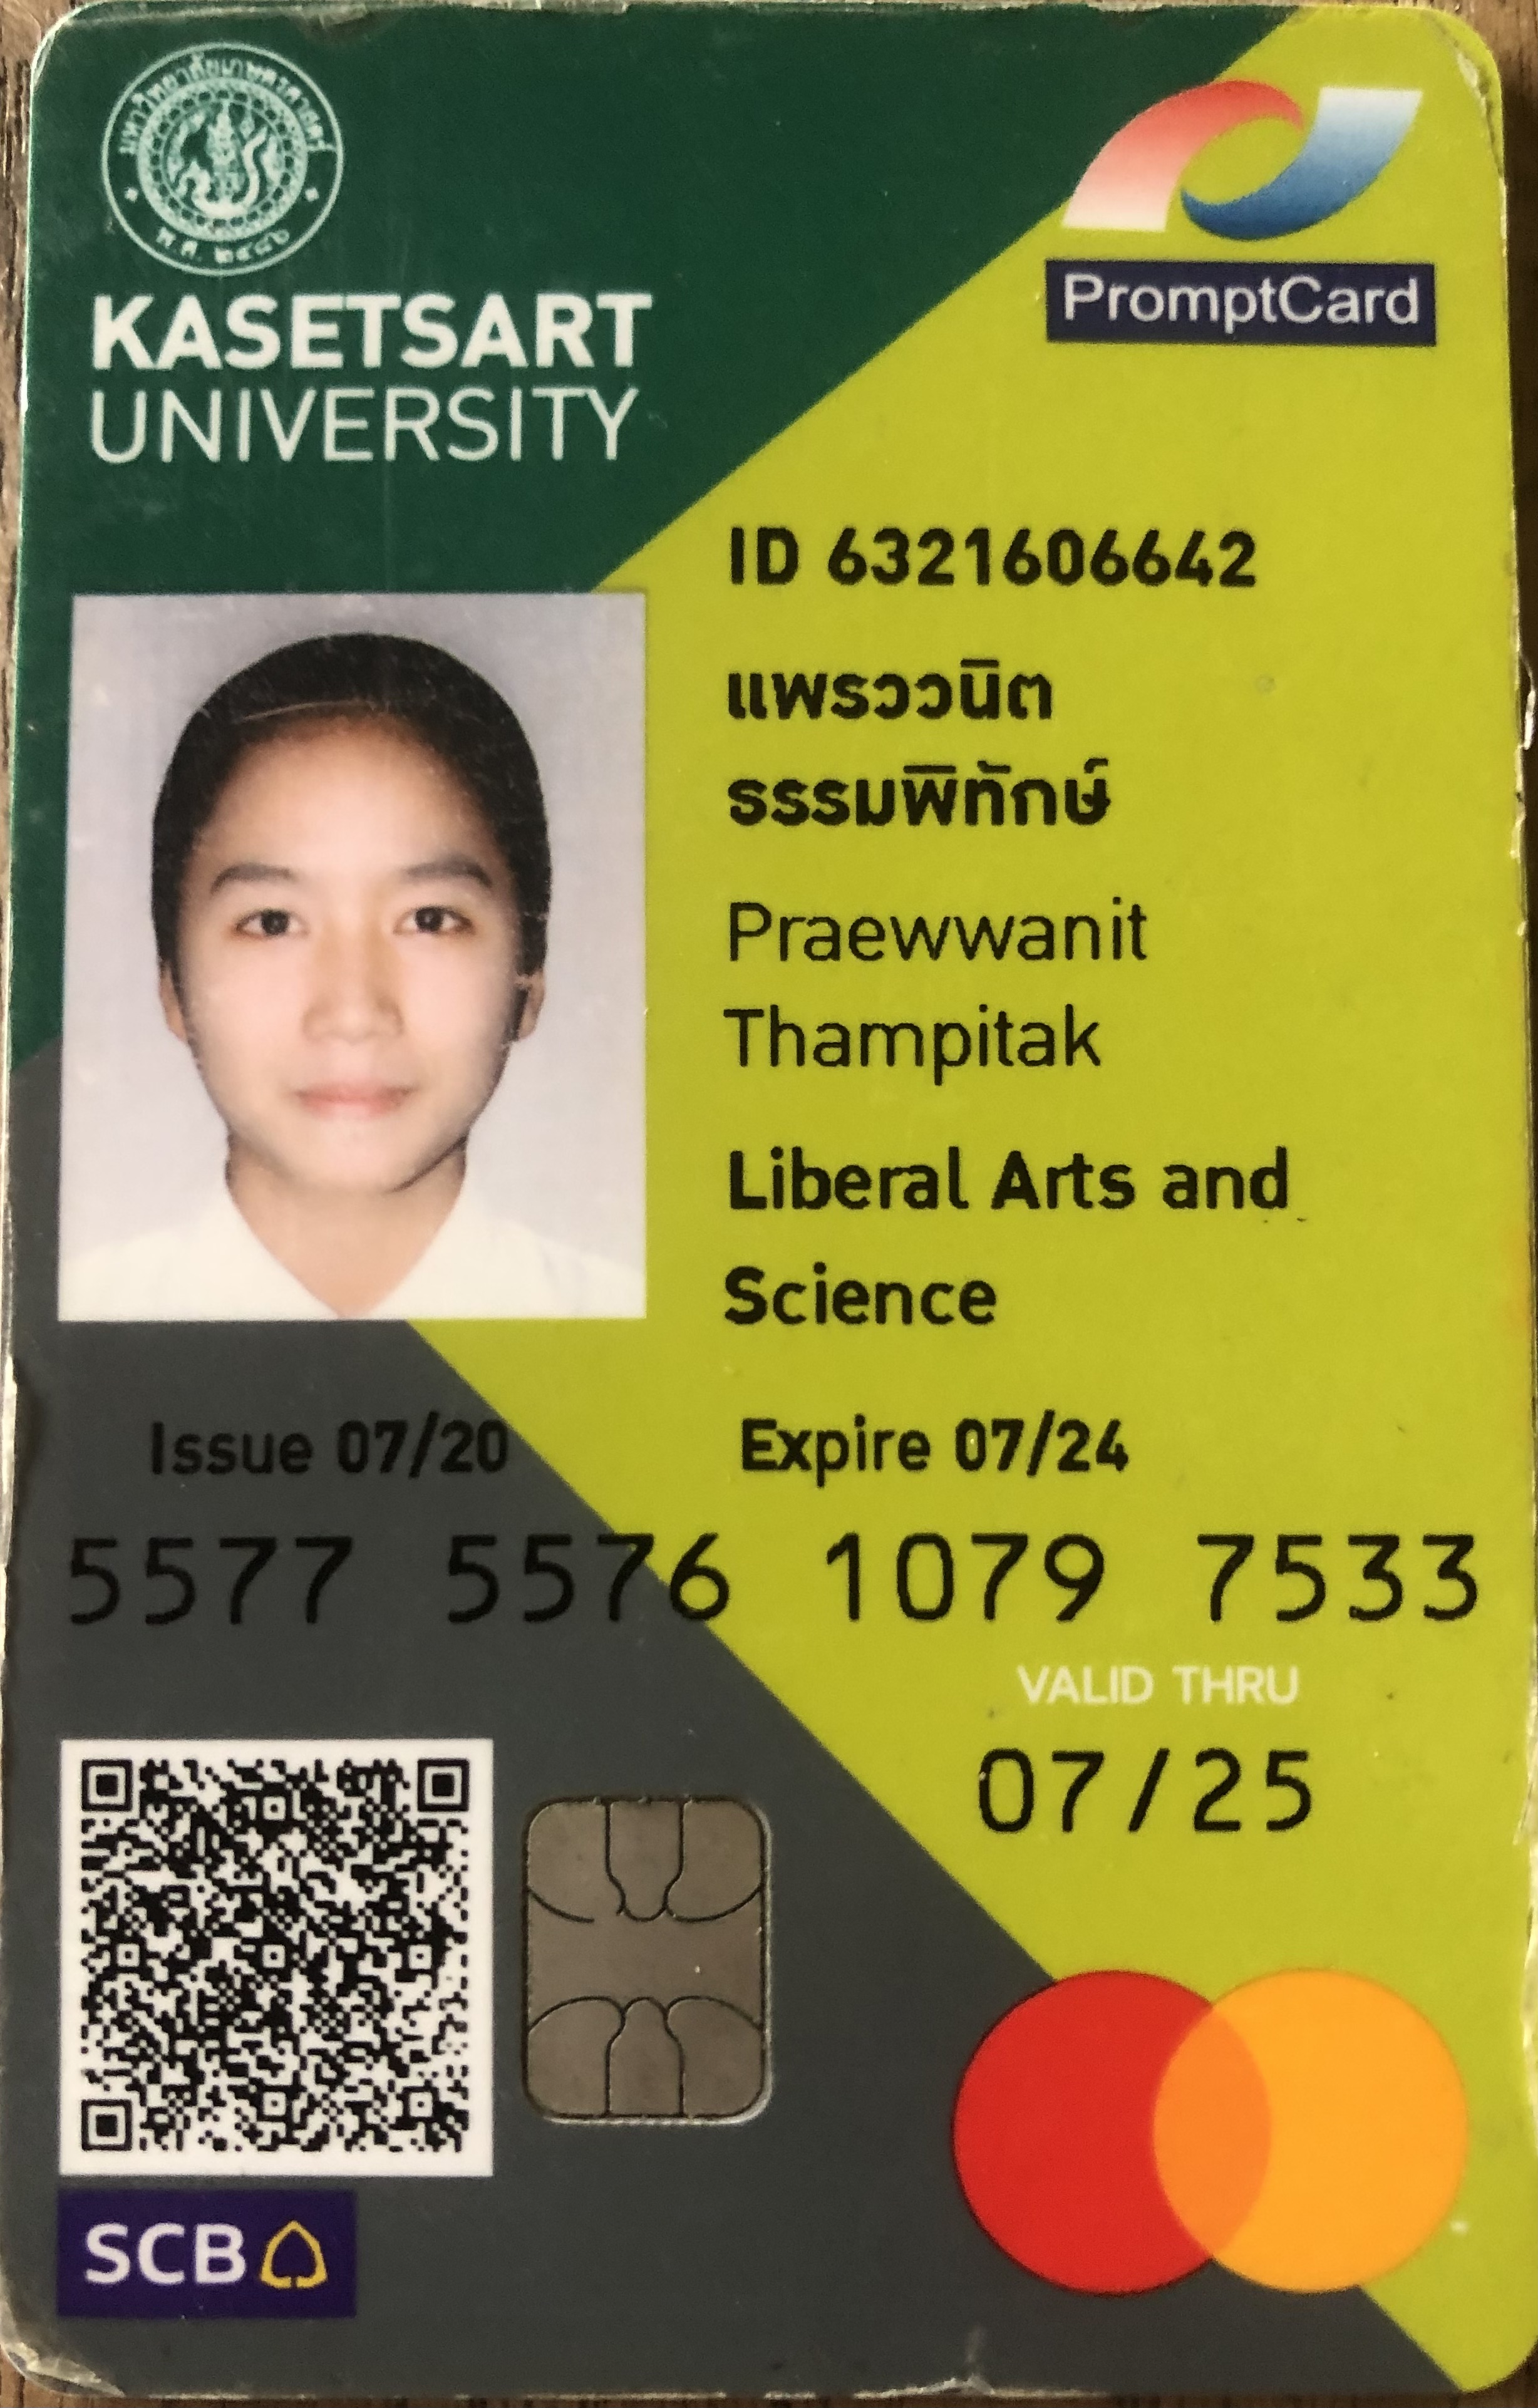 มหาวิทยาลัยเกษตรศาสตร์
พ.ศ. ๒๔๘๖
KASETSART
UNIVERSITY
PromptCard
ID 6321606642
แพรววนิต
ธรรมพิทักษ์
Praewwanit
Thampitak
Liberal Arts and
Science
Issue 07/20 Expire 07/24
5577 5576 1079 7533
VALID THRU
07/25
SCB